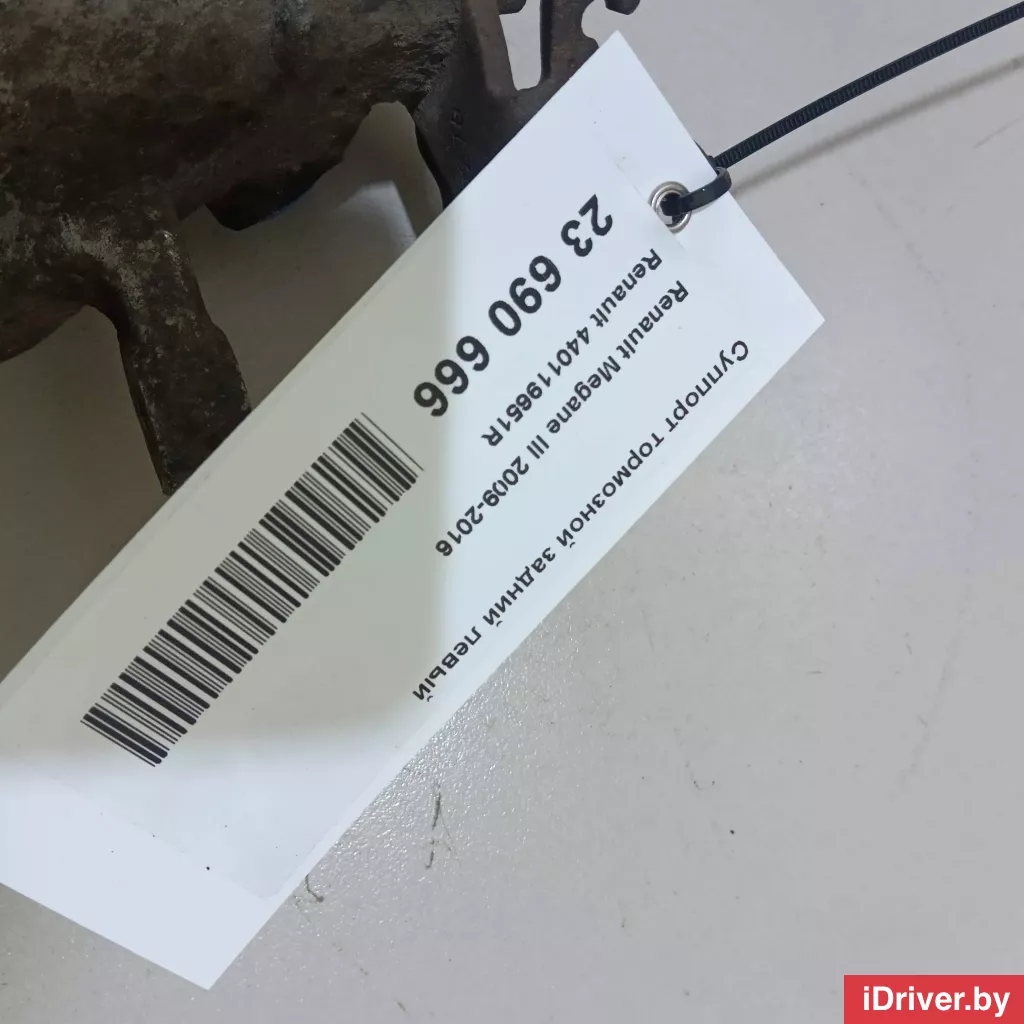 Суппорт тормозной задний левый
Renault Megane III 2009-2016
Renault 440119651R
23 690 666
iDriver.by